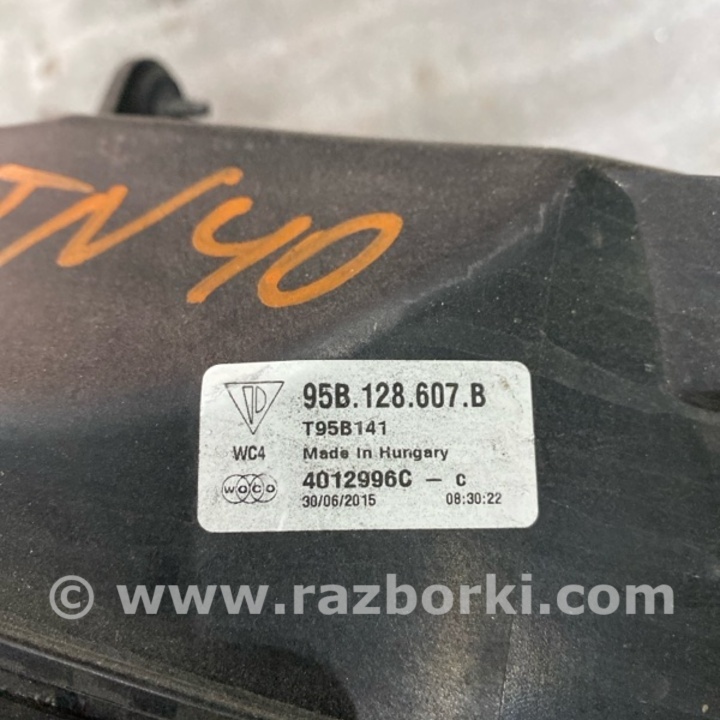 TN40
95B.128.607.B
T95B141
WC4 Made In Hungary
WOCO 4012996C - C
30/06/2015 08:30:22
© www.razborki.com